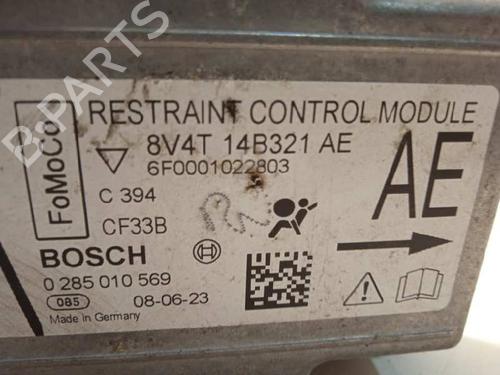 B-PARTS
FoMoCo
RESTRAINT CONTROL MODULE
8V4T 14B321 AE
6F0001022803
C 394
CF33B
AE
BOSCH
0 285 010 569
085 08-06-23
Made in Germany